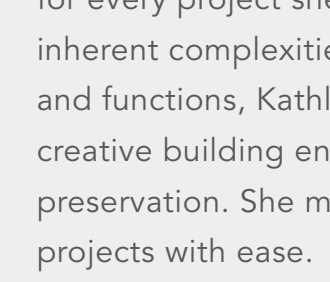 for every project she
inherent complexitie
and functions, Kathl
creative building en
preservation. She m
projects with ease.